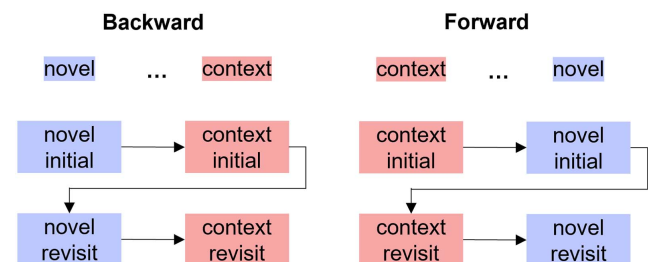 Backward
Forward
novel ... context
context ... novel
novel initial
context initial
context initial
novel initial
novel revisit
context revisit
context revisit
novel revisit